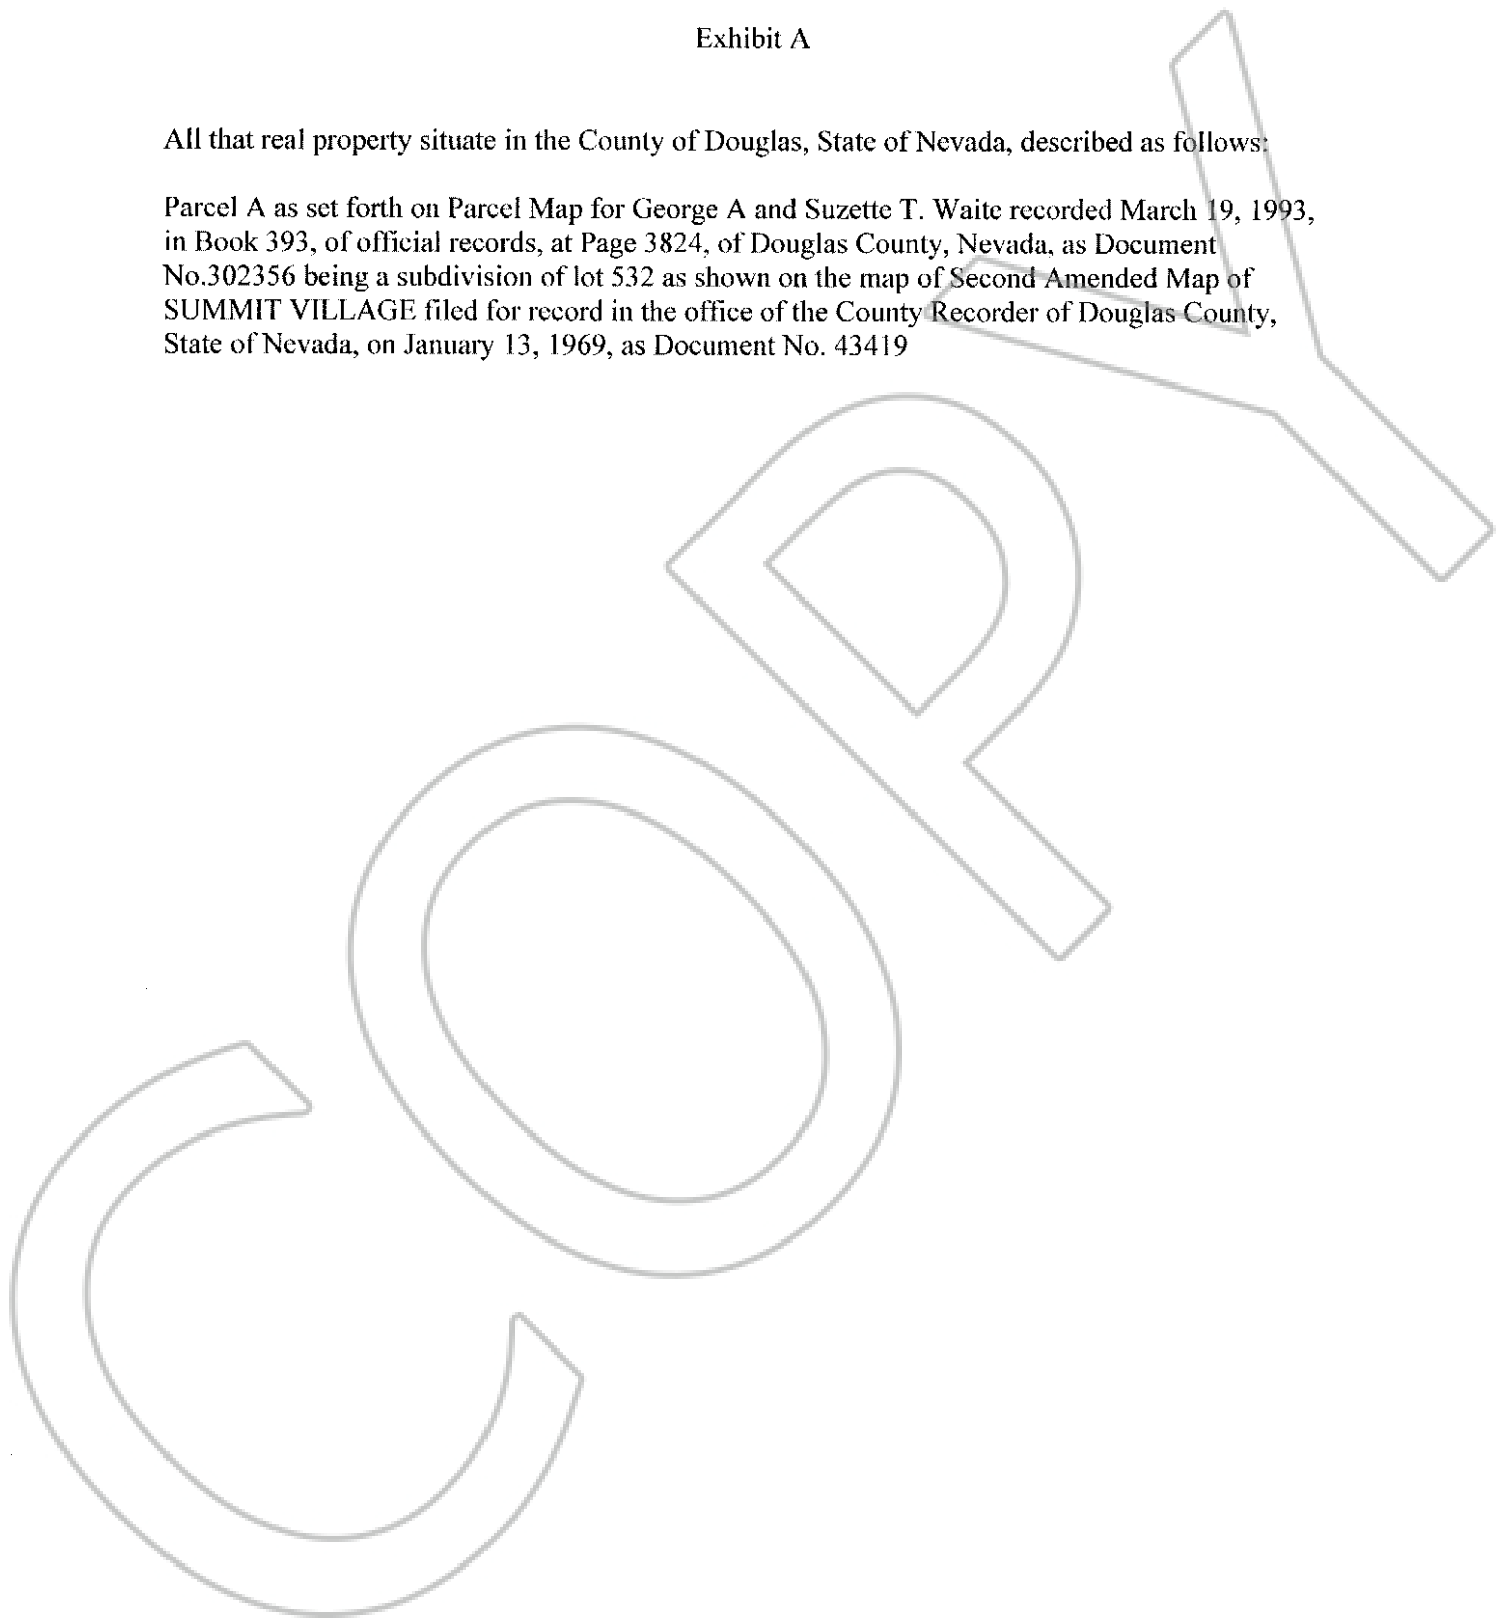 Exhibit A
All that real property situate in the County of Douglas, State of Nevada, described as follows:
Parcel A as set forth on Parcel Map for George A and Suzette T. Waite recorded March 19, 1993,
in Book 393, of official records, at Page 3824, of Douglas County, Nevada, as Document
No.302356 being a subdivision of lot 532 as shown on the map of Second Amended Map of
SUMMIT VILLAGE filed for record in the office of the County Recorder of Douglas County,
State of Nevada, on January 13, 1969, as Document No. 43419
COPY